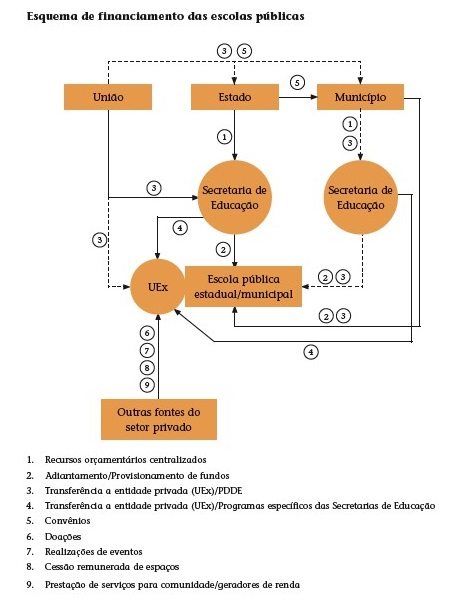 Esquema de financiamento das escolas públicas
3 5
União
Estado
5
Município
1
1
3
3
Secretaria de
Educação
Secretaria de
Educação
4
3
2
UEx
Escola pública
estadual/municipal
2 3
2 3
6
7
8
9
4
Outras fontes do
setor privado
1. Recursos orçamentários centralizados
2. Adiantamento/Provisionamento de fundos
3. Transferência a entidade privada (UEx)/PDDE
4. Transferência a entidade privada (UEx)/Programas específicos das Secretarias de Educação
5. Convênios
6. Doações
7. Realizações de eventos
8. Cessão remunerada de espaços
9. Prestação de serviços para comunidade/geradores de renda